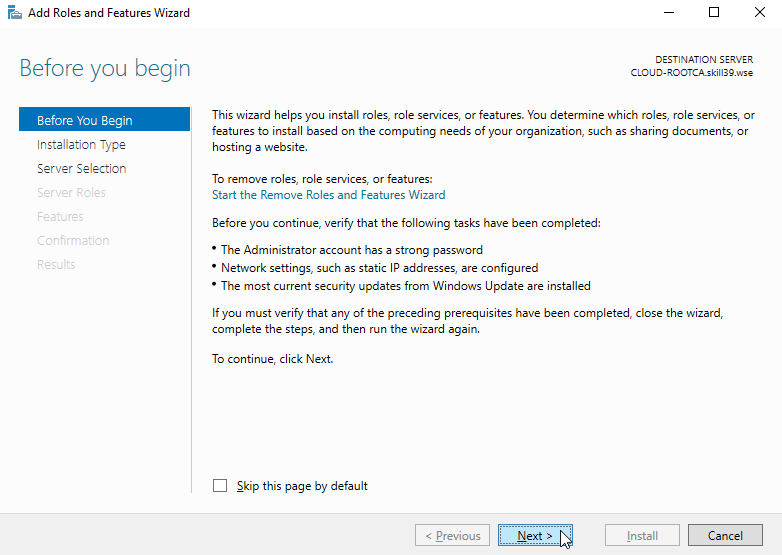 Add Roles and Features Wizard
Before you begin
DESTINATION SERVER
CLOUD-ROOTCA.skill39.wse
Before You Begin
Installation Type
Server Selection
Server Roles
Features
Confirmation
Results
This wizard helps you install roles, role services, or features. You determine which roles, role services, or
features to install based on the computing needs of your organization, such as sharing documents, or
hosting a website.
To remove roles, role services, or features:
Start the Remove Roles and Features Wizard
Before you continue, verify that the following tasks have been completed:
• The Administrator account has a strong password
• Network settings, such as static IP addresses, are configured
• The most current security updates from Windows Update are installed
If you must verify that any of the preceding prerequisites have been completed, close the wizard,
complete the steps, and then run the wizard again.
To continue, click Next.
Skip this page by default
< Previous
Next >
Install
Cancel